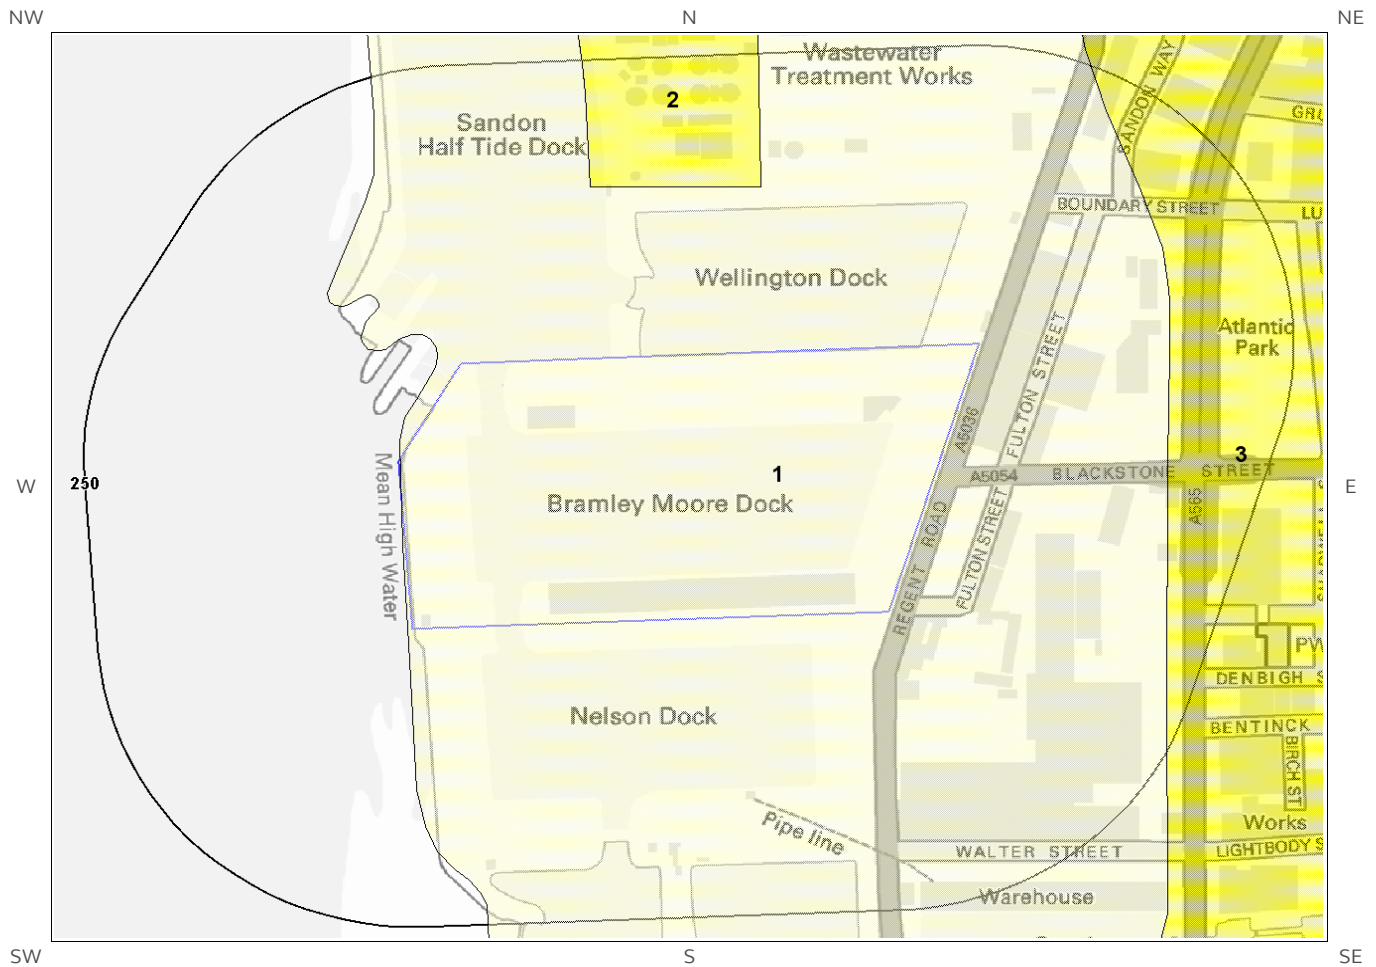 NW
N
NE
Wastewater
Treatment Works
2
SANDON WAY
Sandon
Half Tide Dock
BOUNDARY STREET
LU
Wellington Dock
Atlantic
Park
FULTON STREET
A5036
3
1
A5054
BLACKSTONE STREET
W
250
E
Mean High Water
Bramley Moore Dock
A565
REGENT ROAD
FULTON STREET
PW
DENBIGH S
Nelson Dock
BENTINCK
BIRCH ST
Pipe line
Works
WALTER STREET
LIGHTBODY S
Warehouse
SW
S
SE